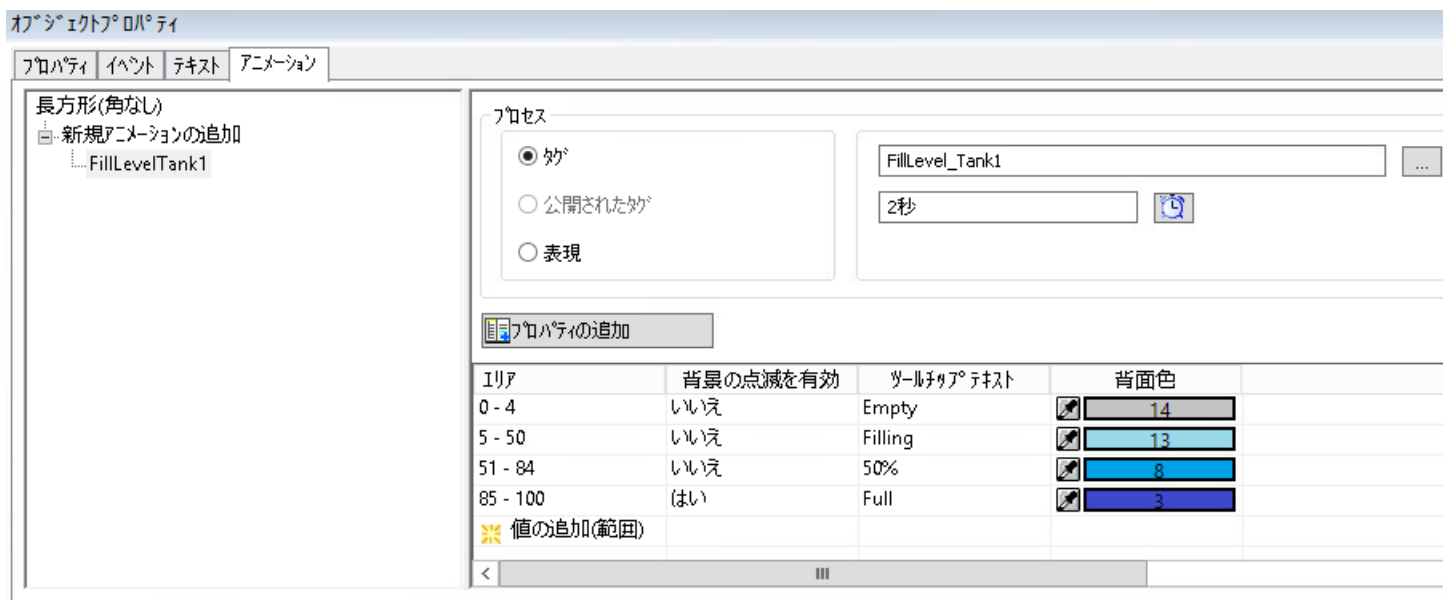 ｵﾌﾞｼﾞｪｸﾄﾌﾟﾛﾊﾟﾃｨ
ﾌﾟﾛﾊﾟﾃｨ ｲﾍﾞﾝﾄ ﾃｷｽﾄ ｱﾆﾒｰｼｮﾝ
長方形(角なし)
新規ｱﾆﾒｰｼｮﾝの追加
FillLevelTank1
ﾌﾟﾛｾｽ
ﾀｸﾞ
FillLevel_Tank1
...
公開されたﾀｸﾞ
2秒
表現
ﾌﾟﾛﾊﾟﾃｨの追加
ｴﾘｱ 背景の点滅を有効 ﾂｰﾙﾁｯﾌﾟﾃｷｽﾄ 背面色
0 - 4 いいえ Empty 14
5 - 50 いいえ Filling 13
51 - 84 いいえ 50% 8
85 - 100 はい Full 3
値の追加(範囲)